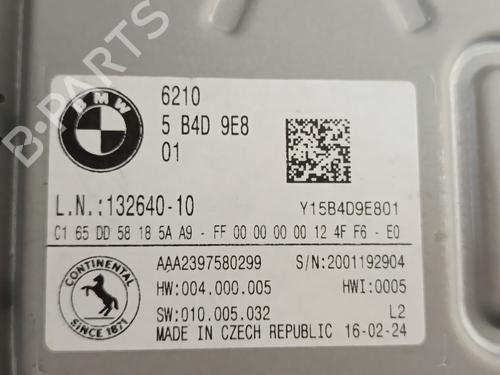 BMW
6210
5 B4D 9E8
01
L.N.:132640-10
Y15B4D9E801
C1 65 DD 58 18 5A A9 - FF 00 00 00 00 12 4F F6 - E0
CONTINENTAL
SINCE 1871
AAA2397580299 S/N:2001192904
HW:004.000.005 HWI:0005
SW:010.005.032 L2
MADE IN CZECH REPUBLIC 16-02-24
B-PARTS